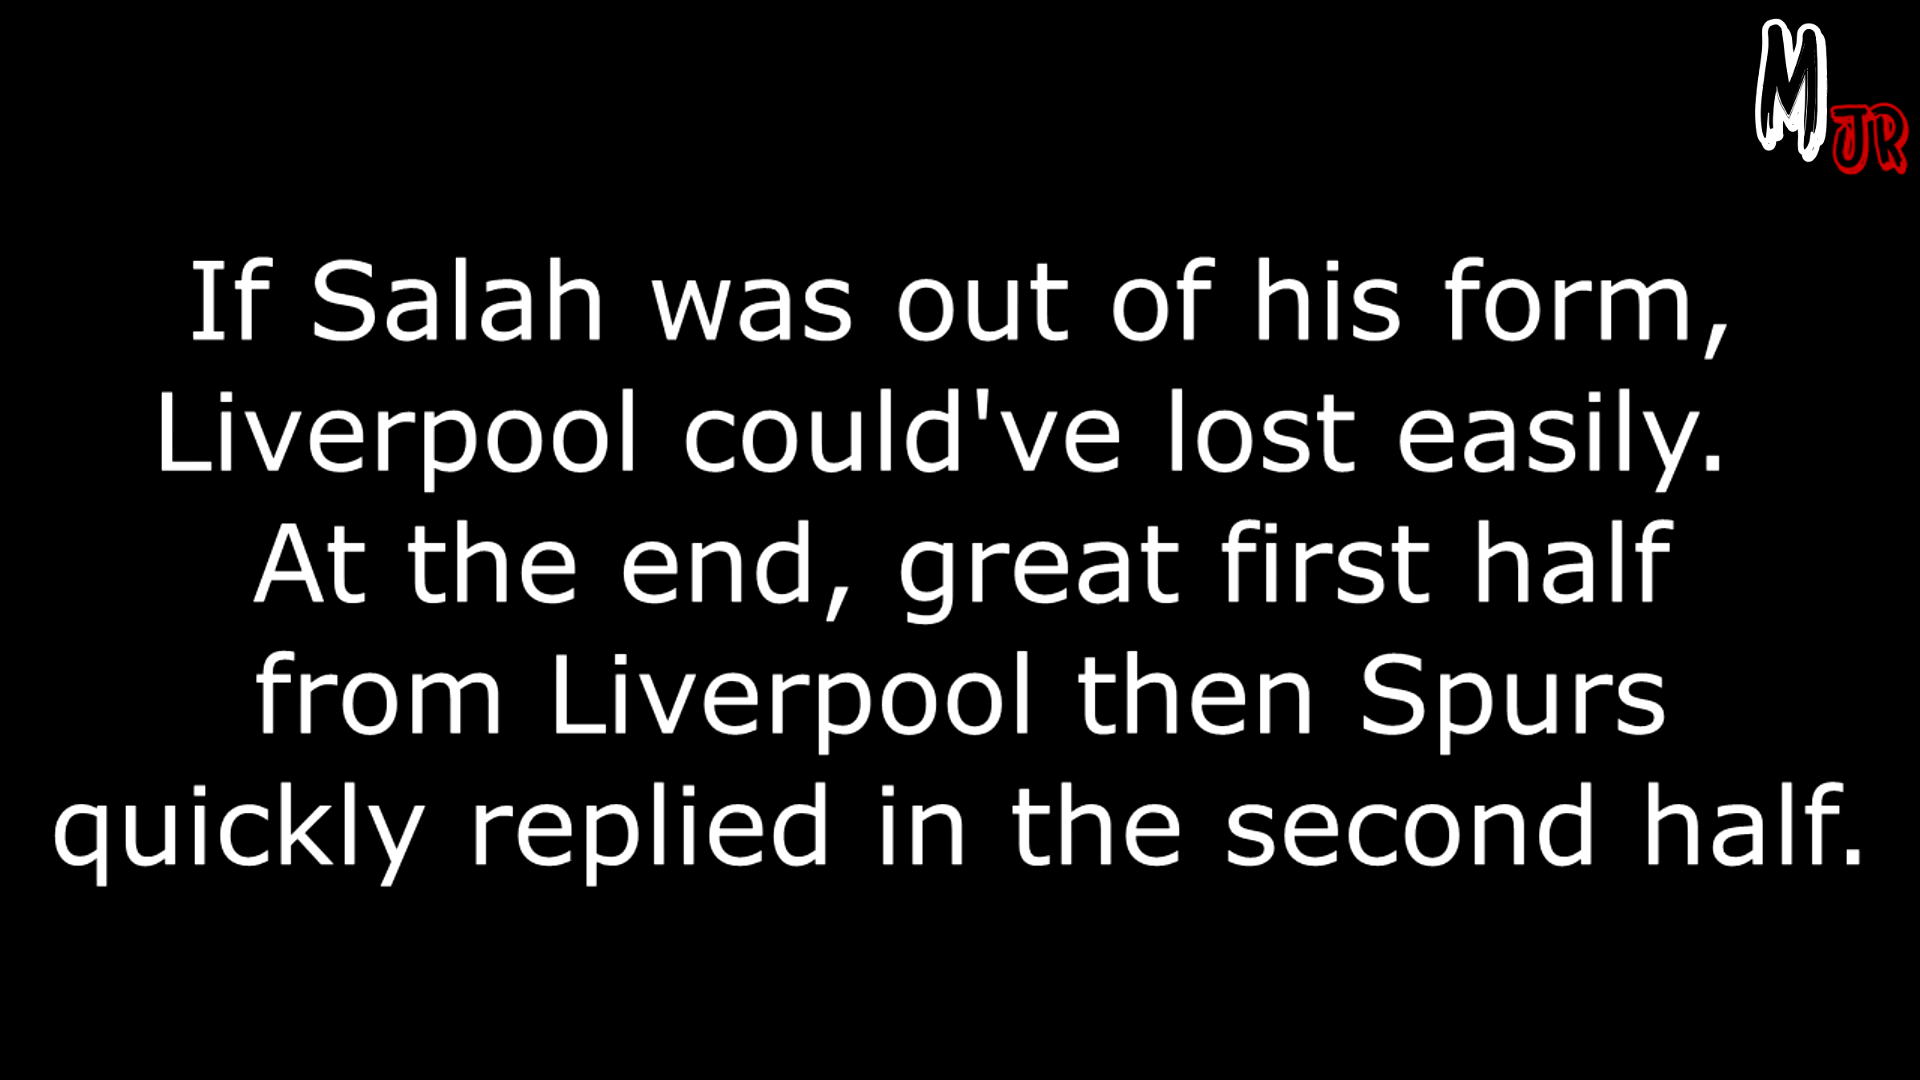 M
JR
If Salah was out of his form,
Liverpool could've lost easily.
At the end, great first half
from Liverpool then Spurs
quickly replied in the second half.